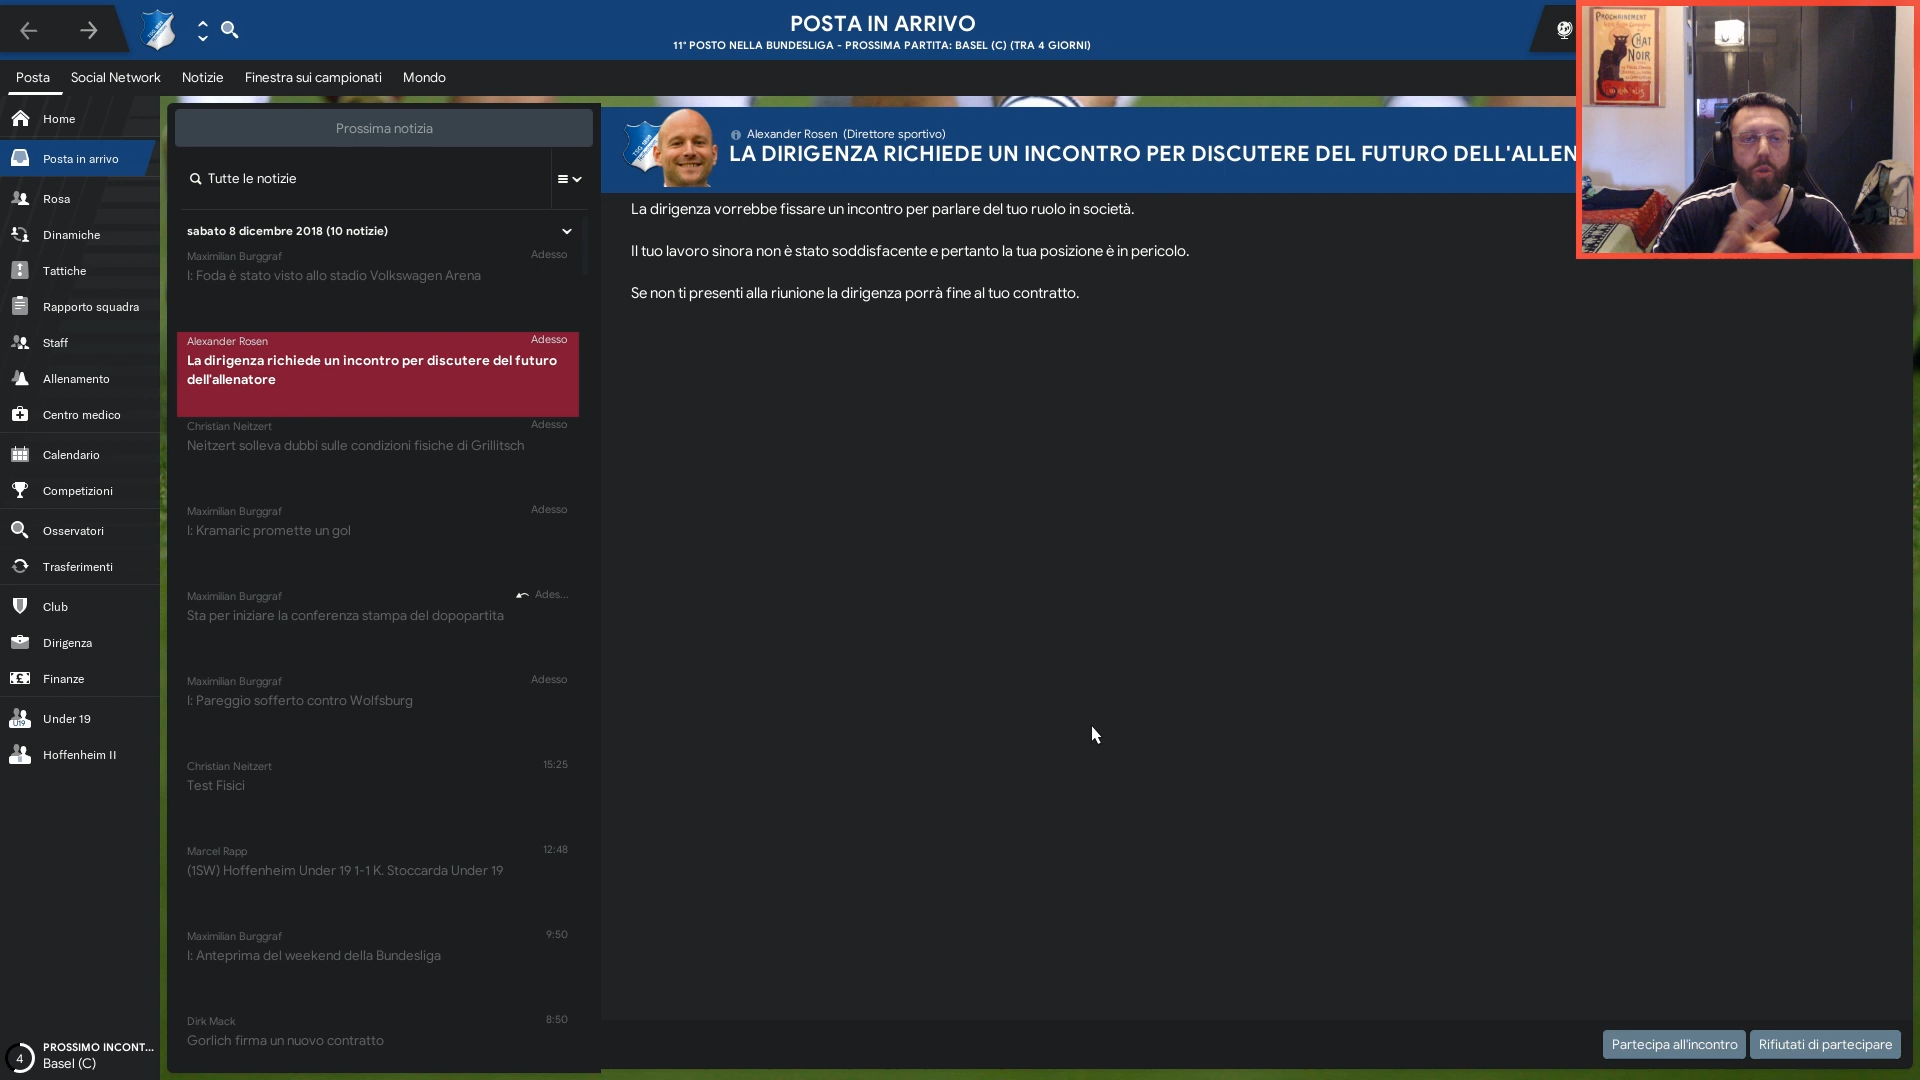 POSTA IN ARRIVO
11° POSTO NELLA BUNDESLIGA - PROSSIMA PARTITA: BASEL (C) (TRA 4 GIORNI)
Posta
Social Network
Notizie
Finestra sui campionati
Mondo
Home
Posta in arrivo
Rosa
Dinamiche
Tattiche
Rapporto squadra
Staff
Allenamento
Centro medico
Calendario
Competizioni
Osservatori
Trasferimenti
Club
Dirigenza
Finanze
Under 19
Hoffenheim II
4
PROSSIMO INCONT...
Basel (C)
Prossima notizia
Tutte le notizie
sabato 8 dicembre 2018 (10 notizie)
Maximilian Burggraf
Adesso
I: Foda è stato visto allo stadio Volkswagen Arena
Alexander Rosen
Adesso
La dirigenza richiede un incontro per discutere del futuro
dell'allenatore
Christian Neitzert
Adesso
Neitzert solleva dubbi sulle condizioni fisiche di Grillitsch
Maximilian Burggraf
Adesso
I: Kramaric promette un gol
Maximilian Burggraf
Ades...
Sta per iniziare la conferenza stampa del dopopartita
Maximilian Burggraf
Adesso
I: Pareggio sofferto contro Wolfsburg
Christian Neitzert
15:25
Test Fisici
Marcel Rapp
12:48
(1SW) Hoffenheim Under 19 1-1 K. Stoccarda Under 19
Maximilian Burggraf
9:50
I: Anteprima del weekend della Bundesliga
Dirk Mack
8:50
Gorlich firma un nuovo contratto
Alexander Rosen (Direttore sportivo)
LA DIRIGENZA RICHIEDE UN INCONTRO PER DISCUTERE DEL FUTURO DELL'ALLEN
La dirigenza vorrebbe fissare un incontro per parlare del tuo ruolo in società.
Il tuo lavoro sinora non è stato soddisfacente e pertanto la tua posizione è in pericolo.
Se non ti presenti alla riunione la dirigenza porrà fine al tuo contratto.
Partecipa all'incontro
Rifiutati di partecipare
PROCHAINEMENT
CHAT
NOIR